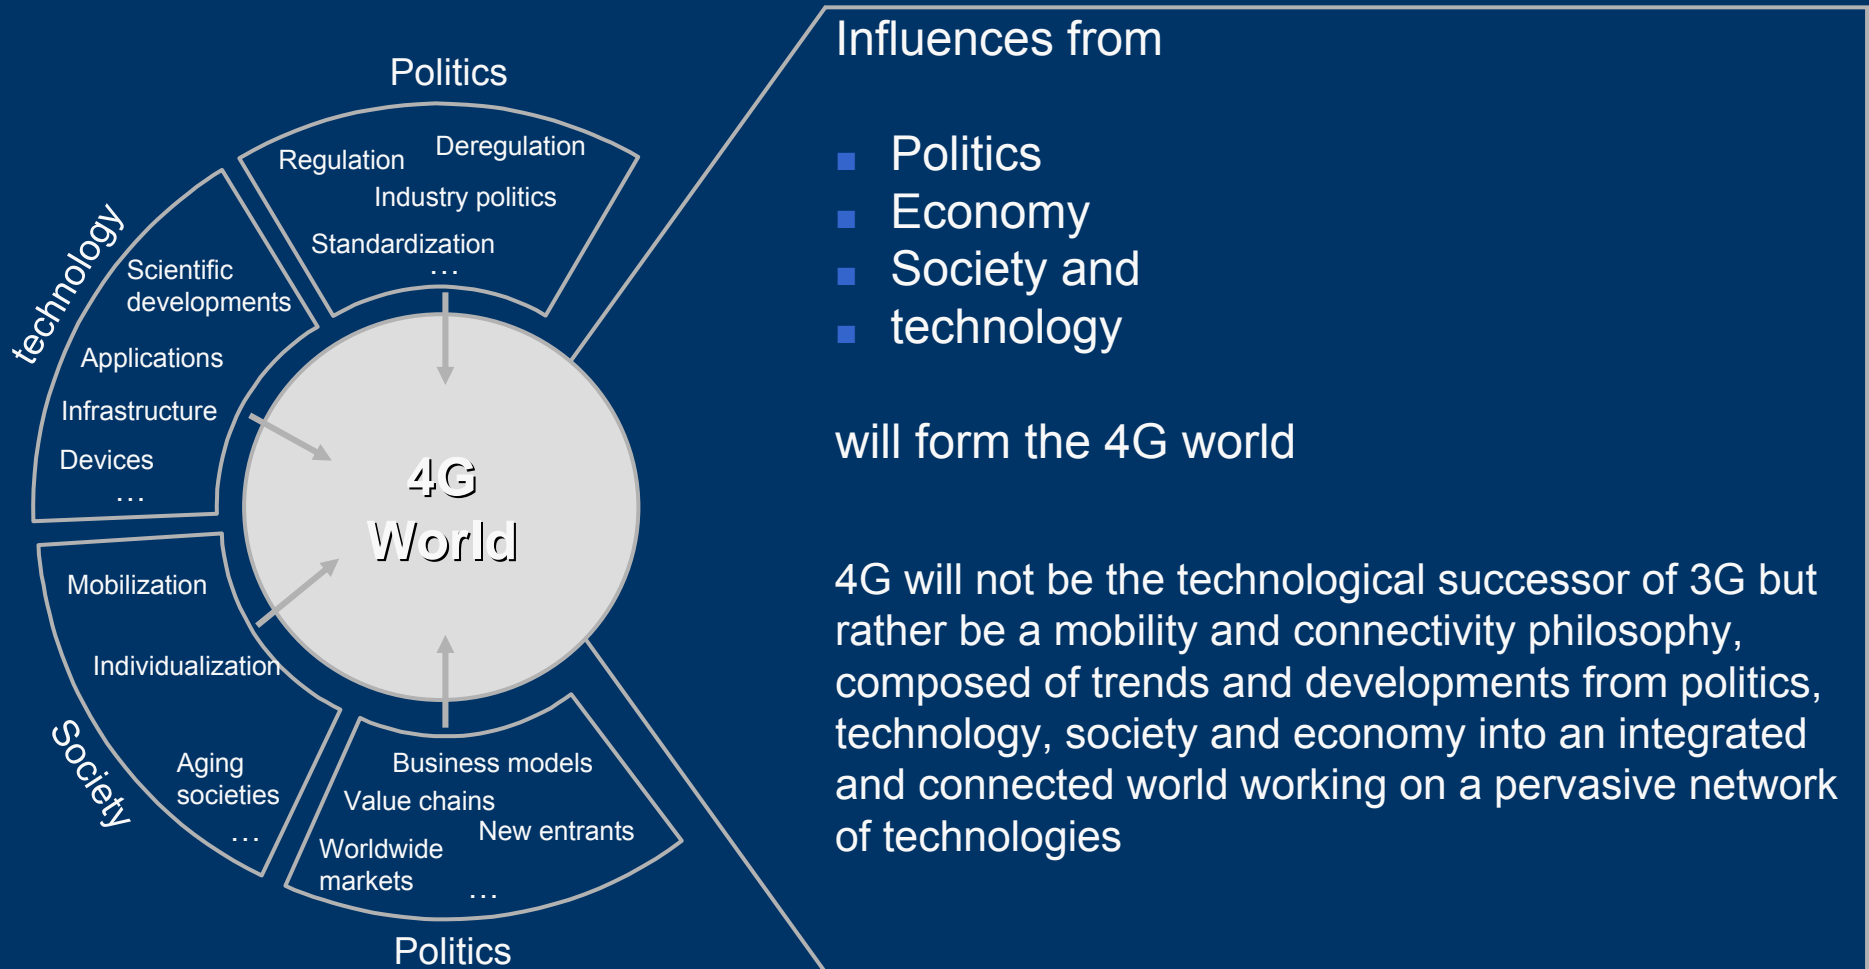 Politics
Regulation
Deregulation
Industry politics
Standardization
…
technology
Scientific
developments
Applications
Infrastructure
Devices
…
4G
World
Mobilization
Individualization
Aging
societies
…
Society
Business models
Value chains
New entrants
Worldwide
markets
…
Politics
Influences from
■ Politics
■ Economy
■ Society and
■ technology
will form the 4G world
4G will not be the technological successor of 3G but
rather be a mobility and connectivity philosophy,
composed of trends and developments from politics,
technology, society and economy into an integrated
and connected world working on a pervasive network
of technologies